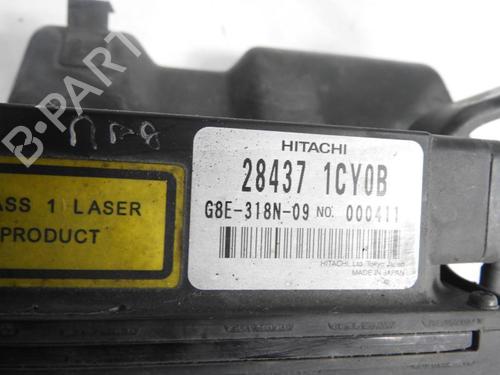 HITACHI
28437 1CY0B
G8E-318N-09 NO. 000411
HITACHI, Ltd. Tokyo Japan
MADE IN JAPAN
ASS 1 LASER
PRODUCT
B-PARTS